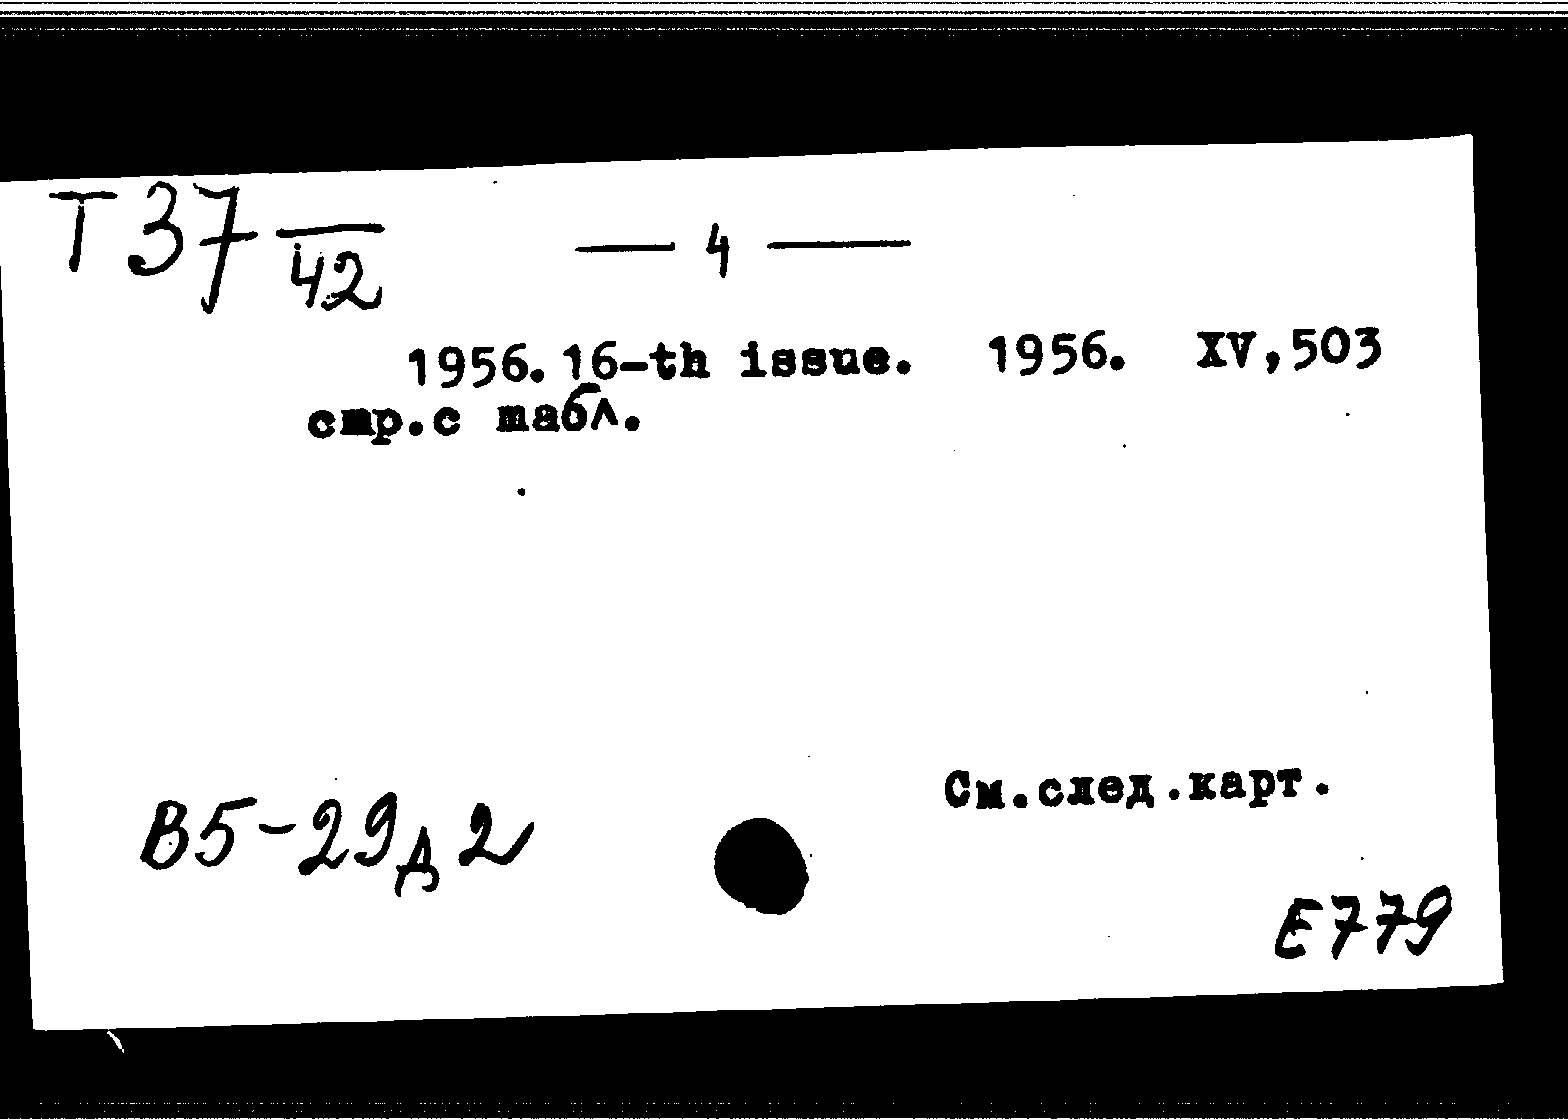 Т37 — 4 —
42
1956. 16-th issue. 1956. XV, 503
стр. с табл.
См. след. карт.
В5-29д2
Е779